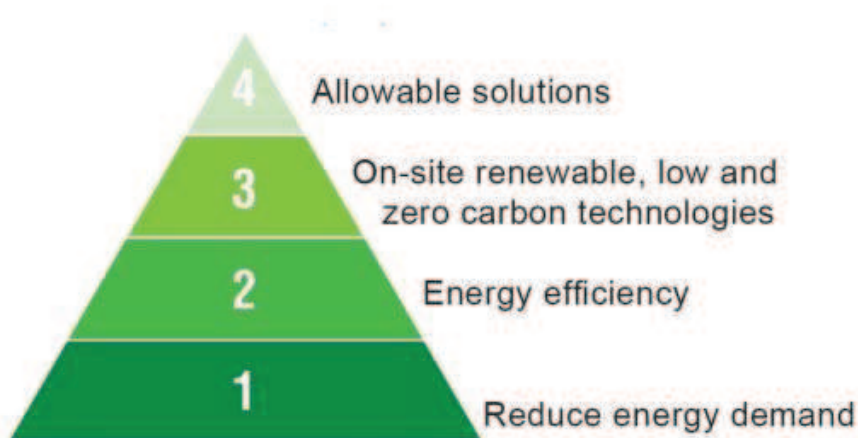 4
Allowable solutions
3
On-site renewable, low and
zero carbon technologies
2
Energy efficiency
1
Reduce energy demand